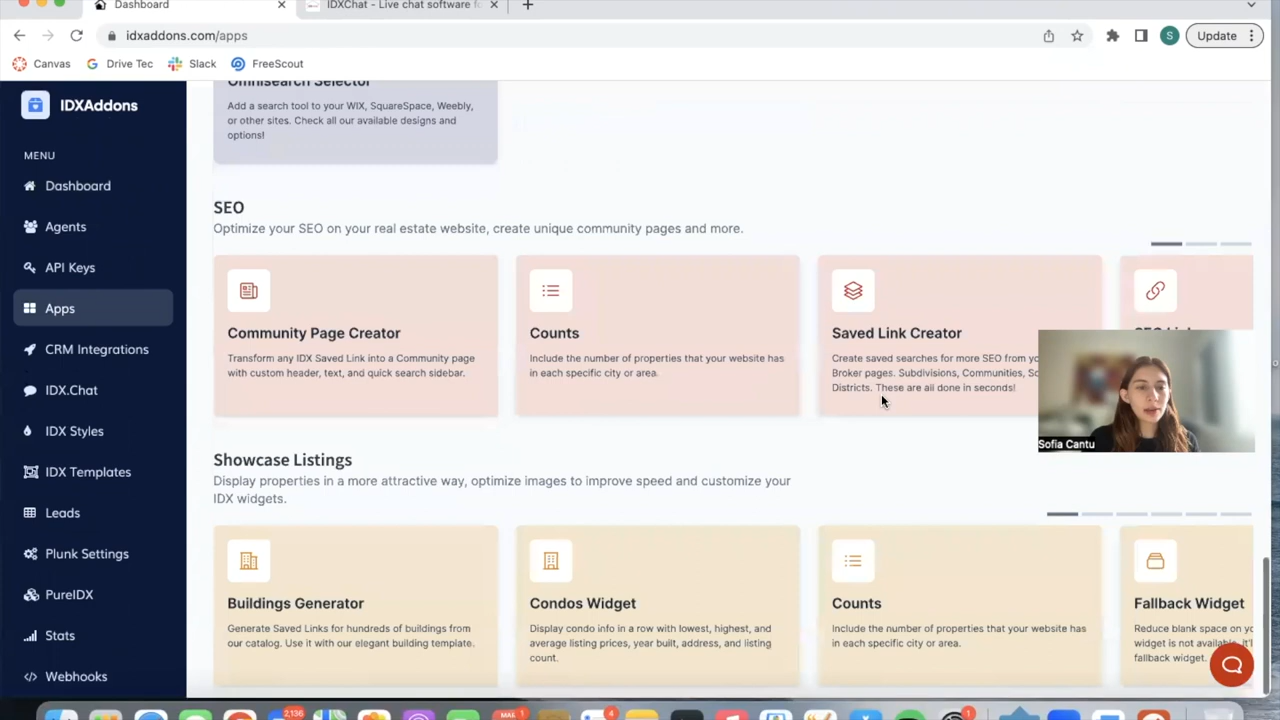 Dashboard
IDXChat - Live chat software fo
idxaddons.com/apps
S
Update
Canvas
Drive Tec
Slack
FreeScout
IDXAddons
MENU
Dashboard
Agents
API Keys
Apps
CRM Integrations
IDX.Chat
IDX Styles
IDX Templates
Leads
Plunk Settings
PureIDX
Stats
Webhooks
Omnisearch Selector
Add a search tool to your WIX, SquareSpace, Weebly,
or other sites. Check all our available designs and
options!
SEO
Optimize your SEO on your real estate website, create unique community pages and more.
Community Page Creator
Transform any IDX Saved Link into a Community page
with custom header, text, and quick search sidebar.
Counts
Include the number of properties that your website has
in each specific city or area.
Saved Link Creator
Create saved searches for more SEO from yo
Broker pages. Subdivisions, Communities, Sc
Districts. These are all done in seconds!
Sofia Cantu
Showcase Listings
Display properties in a more attractive way, optimize images to improve speed and customize your
IDX widgets.
Buildings Generator
Generate Saved Links for hundreds of buildings from
our catalog. Use it with our elegant building template.
Condos Widget
Display condo info in a row with lowest, highest, and
average listing prices, year built, address, and listing
count.
Counts
Include the number of properties that your website has
in each specific city or area.
Fallback Widget
Reduce blank space on yo
widget is not available, it'l
fallback widget.
2,136
MAIL
1
4
1